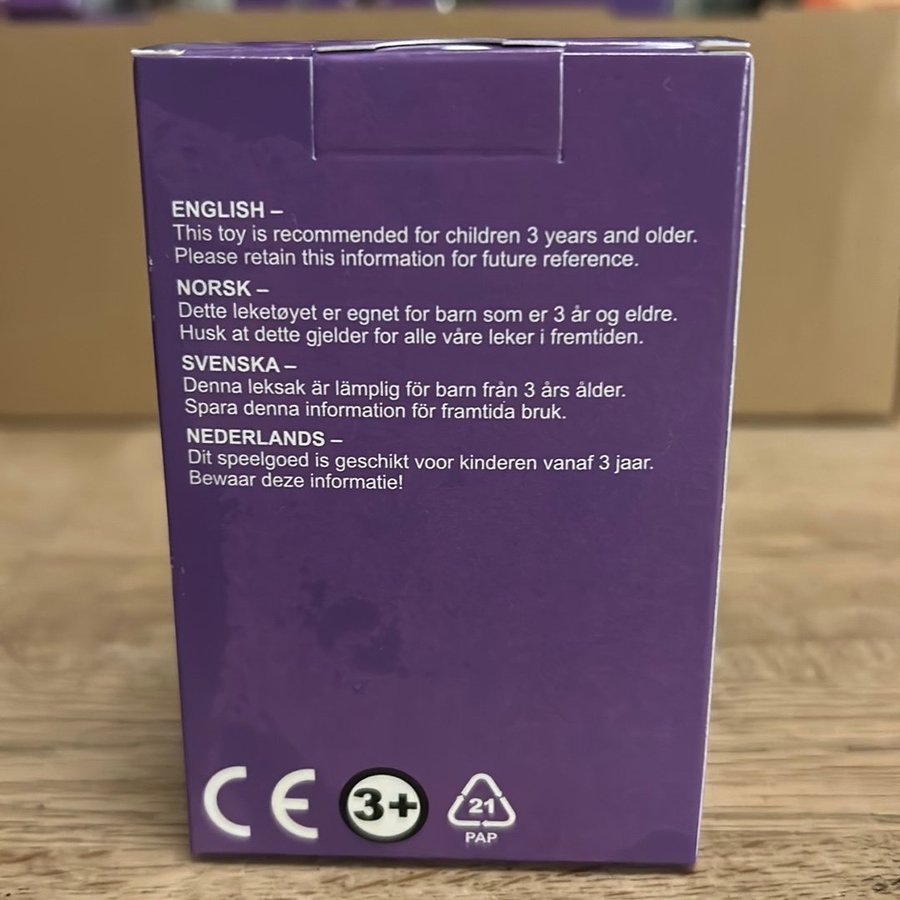 ENGLISH –
This toy is recommended for children 3 years and older.
Please retain this information for future reference.
NORSK –
Dette leketøyet er egnet for barn som er 3 år og eldre.
Husk at dette gjelder for alle våre leker i fremtiden.
SVENSKA –
Denna leksak är lämplig för barn från 3 års ålder.
Spara denna information för framtida bruk.
NEDERLANDS –
Dit speelgoed is geschikt voor kinderen vanaf 3 jaar.
Bewaar deze informatie!
CE 3+ 21
PAP